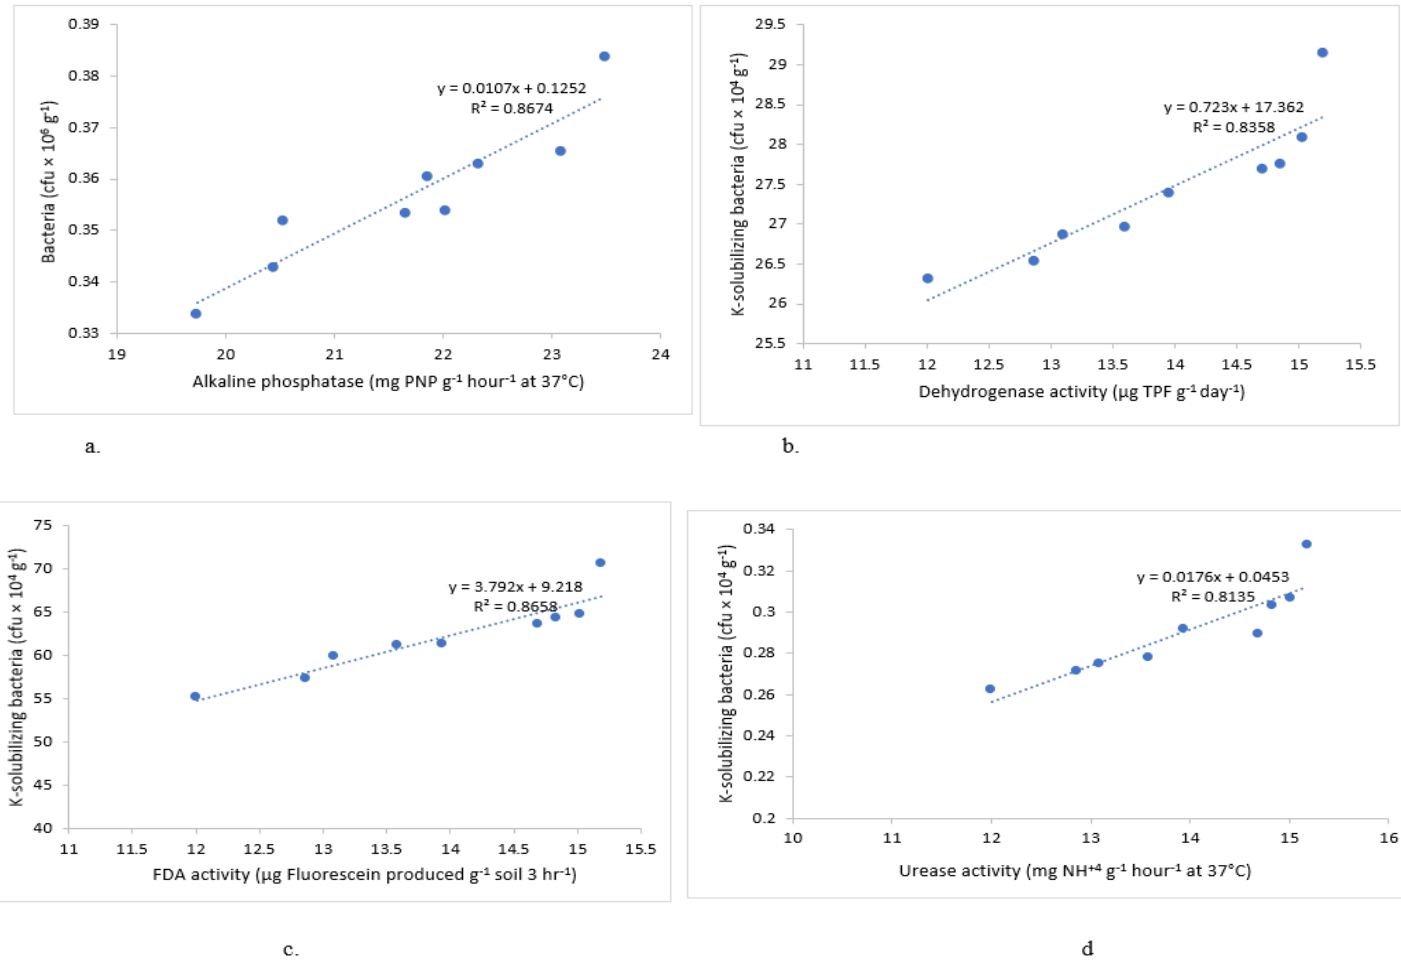 0.39
0.38
0.37
0.36
0.35
0.34
0.33
Bacteria (cfu × 10⁶ g⁻¹)
y = 0.0107x + 0.1252
R² = 0.8674
19 20 21 22 23 24
Alkaline phosphatase (mg PNP g⁻¹ hour⁻¹ at 37°C)
a.
29.5
29
28.5
28
27.5
27
26.5
26
25.5
K-solubilizing bacteria (cfu × 10⁴ g⁻¹)
y = 0.723x + 17.362
R² = 0.8358
11 11.5 12 12.5 13 13.5 14 14.5 15 15.5
Dehydrogenase activity (µg TPF g⁻¹ day⁻¹)
b.
75
70
65
60
55
50
45
40
K-solubilizing bacteria (cfu × 10⁴ g⁻¹)
y = 3.792x + 9.218
R² = 0.8658
11 11.5 12 12.5 13 13.5 14 14.5 15 15.5
FDA activity (µg Fluorescein produced g⁻¹ soil 3 hr⁻¹)
c.
0.34
0.32
0.3
0.28
0.26
0.24
0.22
0.2
K-solubilizing bacteria (cfu × 10⁴ g⁻¹)
y = 0.0176x + 0.0453
R² = 0.8135
10 11 12 13 14 15 16
Urease activity (mg NH⁺⁴ g⁻¹ hour⁻¹ at 37°C)
d